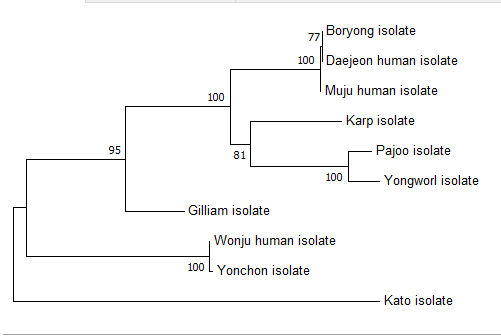 77
Boryong isolate
100
Daejeon human isolate
Muju human isolate
100
Karp isolate
95
81
Pajoo isolate
100
Yongworl isolate
Gilliam isolate
Wonju human isolate
100
Yonchon isolate
Kato isolate